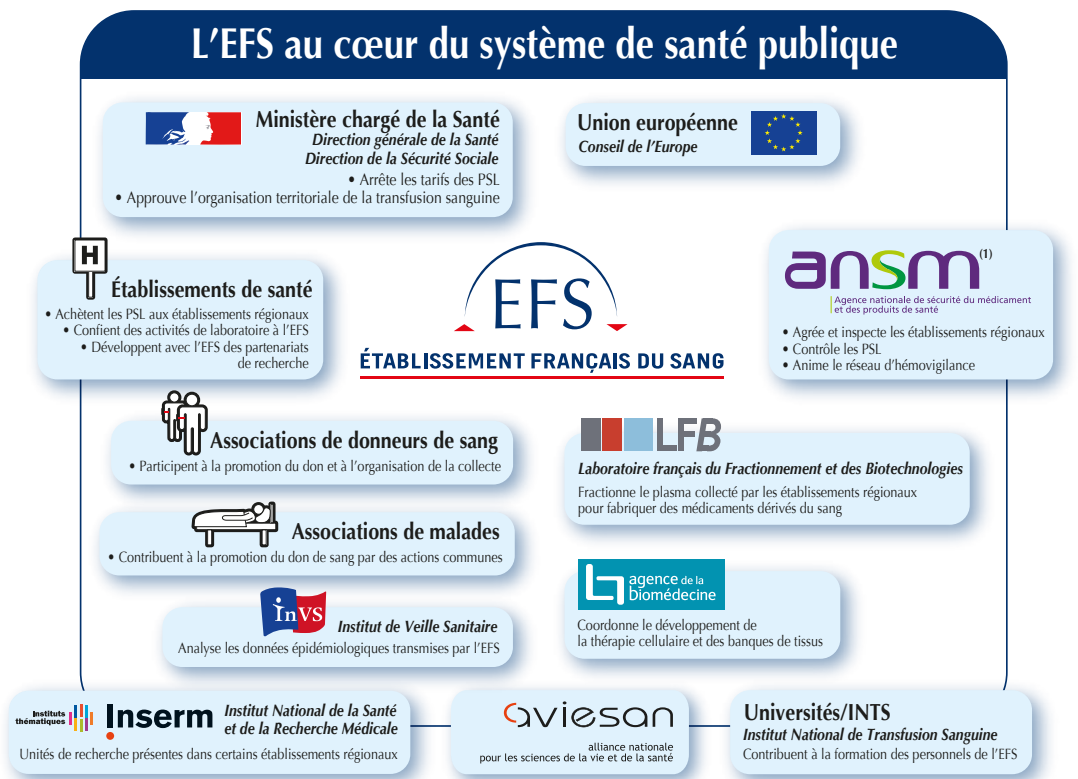 L'EFS au cœur du système de santé publique
Ministère chargé de la Santé
Direction générale de la Santé
Direction de la Sécurité Sociale
• Arrête les tarifs des PSL
• Approuve l'organisation territoriale de la transfusion sanguine
Union européenne
Conseil de l'Europe
H
Établissements de santé
• Achètent les PSL aux établissements régionaux
• Confient des activités de laboratoire à l'EFS
• Développent avec l'EFS des partenariats
de recherche
EFS
ÉTABLISSEMENT FRANÇAIS DU SANG
ansm (1)
Agence nationale de sécurité du médicament
et des produits de santé
• Agrée et inspecte les établissements régionaux
• Contrôle les PSL
• Anime le réseau d'hémovigilance
Associations de donneurs de sang
• Participent à la promotion du don et à l'organisation de la collecte
LFB
Laboratoire français du Fractionnement et des Biotechnologies
Fractionne le plasma collecté par les établissements régionaux
pour fabriquer des médicaments dérivés du sang
Associations de malades
• Contribuent à la promotion du don de sang par des actions communes
agence de la
biomédecine
Coordonne le développement de
la thérapie cellulaire et des banques de tissus
InVS
Institut de Veille Sanitaire
Analyse les données épidémiologiques transmises par l'EFS
Instituts
thématiques
Inserm
Institut National de la Santé
et de la Recherche Médicale
Unités de recherche présentes dans certains établissements régionaux
aviesan
alliance nationale
pour les sciences de la vie et de la santé
Universités/INTS
Institut National de Transfusion Sanguine
Contribuent à la formation des personnels de l'EFS